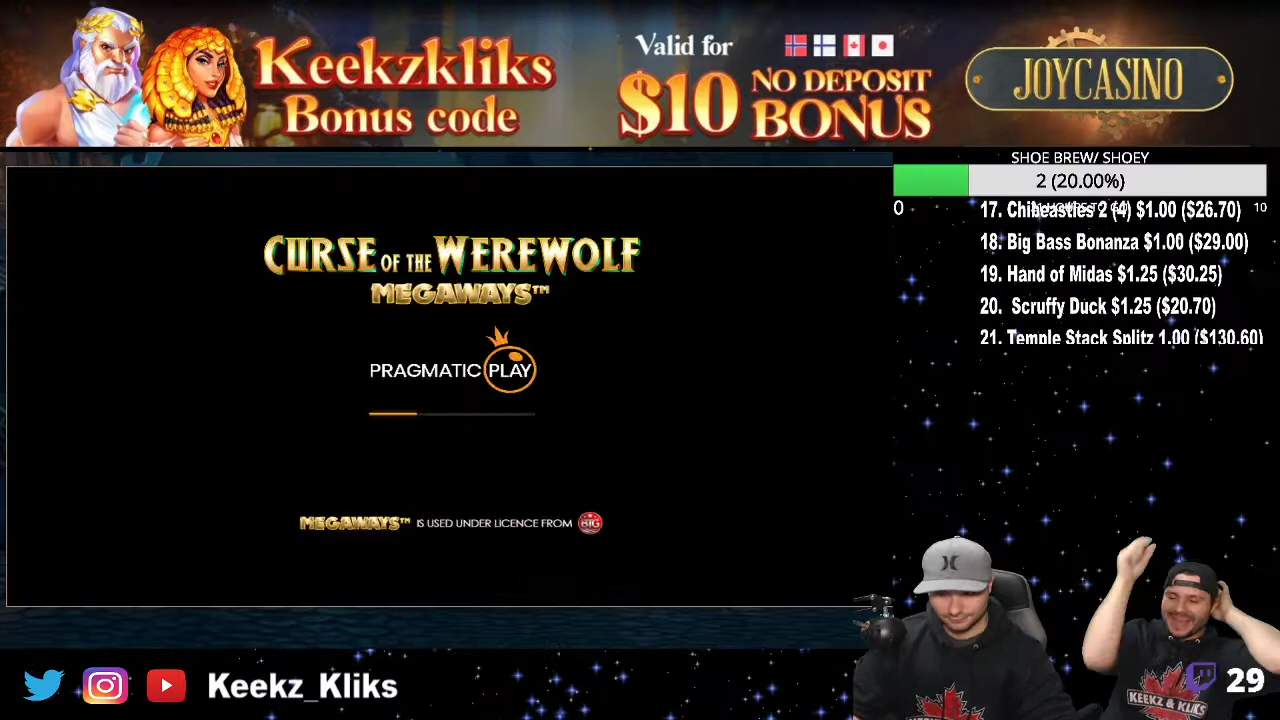 Keekzkliks
Bonus code
Valid for
$10 NO DEPOSIT
BONUS
JOYCASINO
SHOE BREW/ SHOEY
2 (20.00%)
0
10
17. Chibeasties 2 (4) $1.00 ($26.70)
18. Big Bass Bonanza $1.00 ($29.00)
19. Hand of Midas $1.25 ($30.25)
20. Scruffy Duck $1.25 ($20.70)
21. Temple Stack Splitz 1.00 ($130.60)
CURSE OF THE WEREWOLF
MEGAWAYS™
PRAGMATIC PLAY
MEGAWAYS™ IS USED UNDER LICENCE FROM BIG
KEEKZ & KLIKS
Keekz_Kliks
29